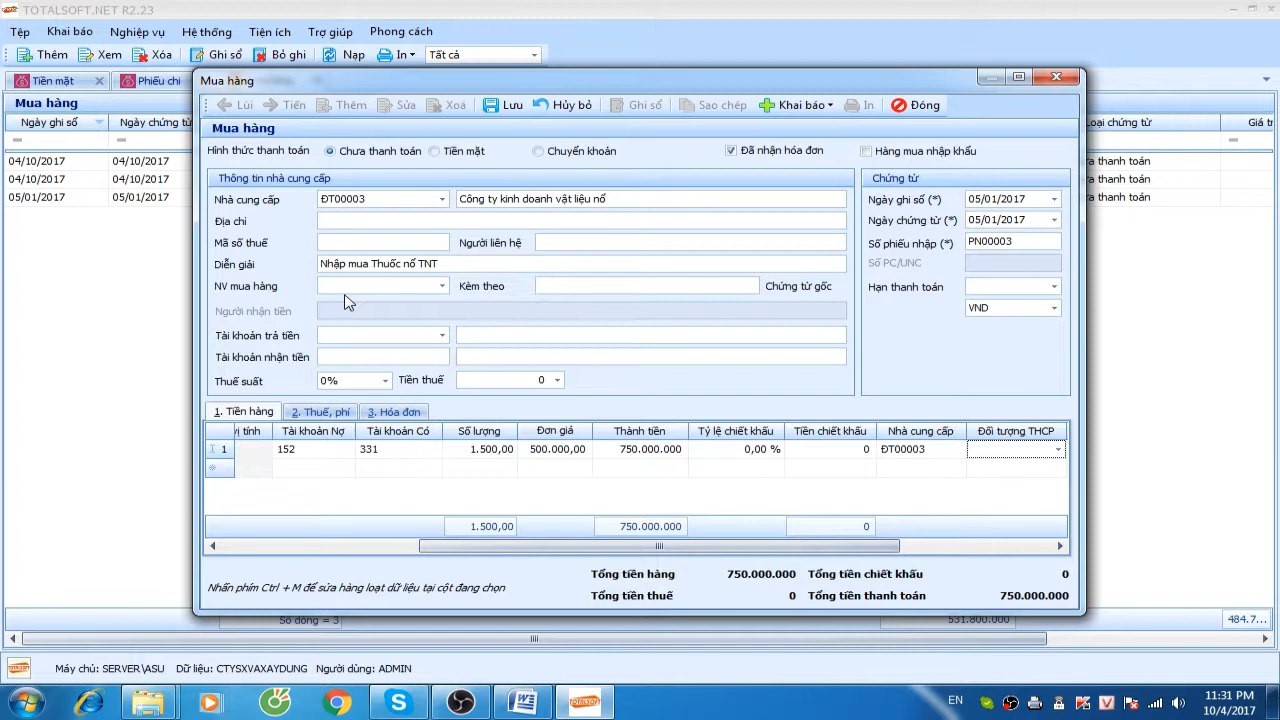 TOTALSOFT.NET R2.23
Tệp Khai báo Nghiệp vụ Hệ thống Tiện ích Trợ giúp Phong cách
Thêm Xem Xóa Ghi sổ Bỏ ghi Nạp In Tất cả
Tiền mặt Phiếu chi
Mua hàng
Mua hàng
Ngày ghi sổ Ngày chứng từ
Lùi Tiến Thêm Sửa Xoá Lưu Hủy bỏ Ghi sổ Sao chép Khai báo In Đóng
Loại chứng từ Giá tr
Mua hàng
Hình thức thanh toán Chưa thanh toán Tiền mặt Chuyển khoản Đã nhận hóa đơn Hàng mua nhập khẩu
04/10/2017 04/10/2017 a thanh toán
04/10/2017 04/10/2017 a thanh toán
05/01/2017 05/01/2017 a thanh toán
Thông tin nhà cung cấp Chứng từ
Nhà cung cấp ĐT00003 Công ty kinh doanh vật liệu nổ Ngày ghi sổ (*) 05/01/2017
Địa chỉ Ngày chứng từ (*) 05/01/2017
Mã số thuế Người liên hệ Số phiếu nhập (*) PN00003
Diễn giải Nhập mua Thuốc nổ TNT Số PC/UNC
NV mua hàng Kèm theo Chứng từ gốc Hạn thanh toán
Người nhận tiền VND
Tài khoản trả tiền
Tài khoản nhận tiền
Thuế suất 0% Tiền thuế 0
1. Tiền hàng 2. Thuế, phí 3. Hóa đơn
vị tính Tài khoản Nợ Tài khoản Có Số lượng Đơn giá Thành tiền Tỷ lệ chiết khấu Tiền chiết khấu Nhà cung cấp Đối tượng THCP
1 152 331 1.500,00 500.000,00 750.000.000 0,00 % 0 ĐT00003
1.500,00 750.000.000 0
Nhấn phím Ctrl + M để sửa hàng loạt dữ liệu tại cột đang chọn
Tổng tiền hàng 750.000.000 Tổng tiền chiết khấu 0
Tổng tiền thuế 0 Tổng tiền thanh toán 750.000.000
Số dòng = 3 531.800.000 484.7...
Máy chủ: SERVER\ASU Dữ liệu: CTYSXVAXAYDUNG Người dùng: ADMIN
EN 11:31 PM
10/4/2017